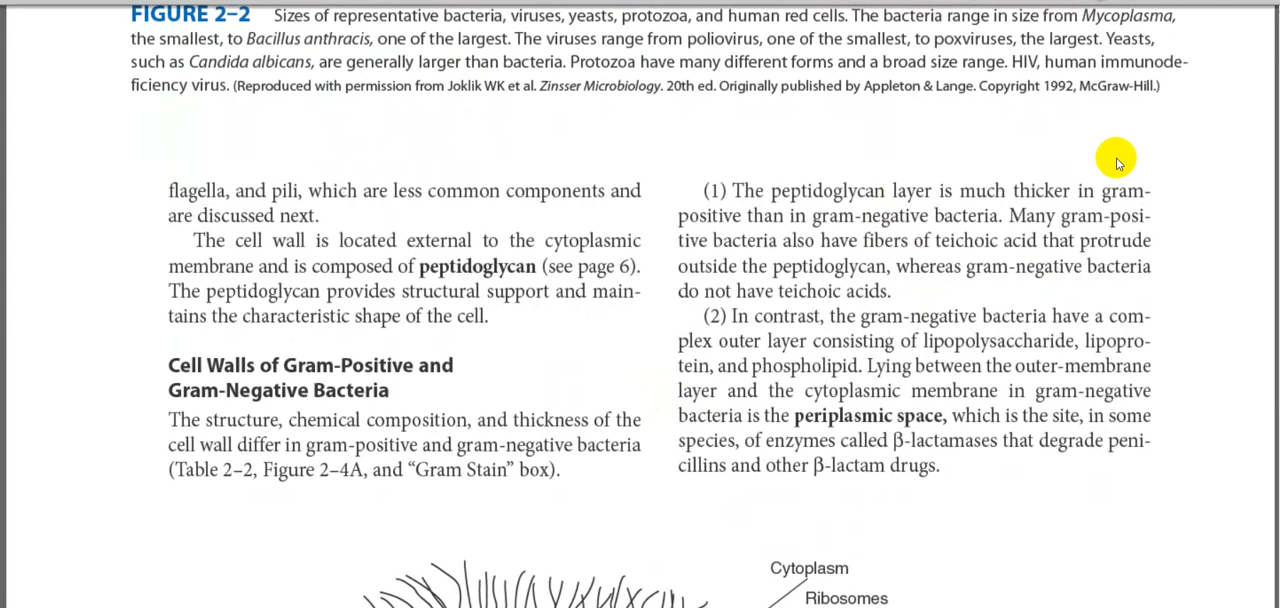 FIGURE 2–2 Sizes of representative bacteria, viruses, yeasts, protozoa, and human red cells. The bacteria range in size from Mycoplasma,
the smallest, to Bacillus anthracis, one of the largest. The viruses range from poliovirus, one of the smallest, to poxviruses, the largest. Yeasts,
such as Candida albicans, are generally larger than bacteria. Protozoa have many different forms and a broad size range. HIV, human immunode-
ficiency virus. (Reproduced with permission from Joklik WK et al. Zinsser Microbiology. 20th ed. Originally published by Appleton & Lange. Copyright 1992, McGraw-Hill.)
flagella, and pili, which are less common components and
are discussed next.
The cell wall is located external to the cytoplasmic
membrane and is composed of peptidoglycan (see page 6).
The peptidoglycan provides structural support and main-
tains the characteristic shape of the cell.
Cell Walls of Gram-Positive and
Gram-Negative Bacteria
The structure, chemical composition, and thickness of the
cell wall differ in gram-positive and gram-negative bacteria
(Table 2–2, Figure 2–4A, and “Gram Stain” box).
(1) The peptidoglycan layer is much thicker in gram-
positive than in gram-negative bacteria. Many gram-posi-
tive bacteria also have fibers of teichoic acid that protrude
outside the peptidoglycan, whereas gram-negative bacteria
do not have teichoic acids.
(2) In contrast, the gram-negative bacteria have a com-
plex outer layer consisting of lipopolysaccharide, lipopro-
tein, and phospholipid. Lying between the outer-membrane
layer and the cytoplasmic membrane in gram-negative
bacteria is the periplasmic space, which is the site, in some
species, of enzymes called β-lactamases that degrade peni-
cillins and other β-lactam drugs.
Cytoplasm
Ribosomes